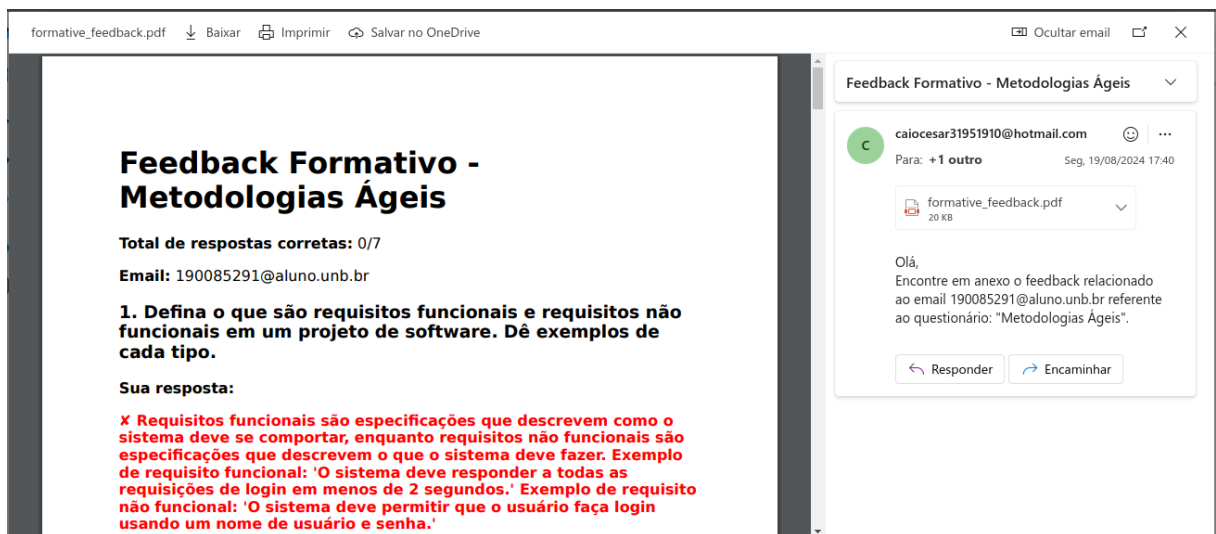 formative_feedback.pdf Baixar Imprimir Salvar no OneDrive Ocultar email
Feedback Formativo -
Metodologias Ágeis
Total de respostas corretas: 0/7
Email: 190085291@aluno.unb.br
1. Defina o que são requisitos funcionais e requisitos não
funcionais em um projeto de software. Dê exemplos de
cada tipo.
Sua resposta:
✘ Requisitos funcionais são especificações que descrevem como o
sistema deve se comportar, enquanto requisitos não funcionais são
especificações que descrevem o que o sistema deve fazer. Exemplo
de requisito funcional: 'O sistema deve responder a todas as
requisições de login em menos de 2 segundos.' Exemplo de requisito
não funcional: 'O sistema deve permitir que o usuário faça login
usando um nome de usuário e senha.'
Feedback Formativo - Metodologias Ágeis
C
caiocesar31951910@hotmail.com
Para: +1 outro Seg, 19/08/2024 17:40
formative_feedback.pdf
20 KB
Olá,
Encontre em anexo o feedback relacionado
ao email 190085291@aluno.unb.br referente
ao questionário: "Metodologias Ágeis".
Responder Encaminhar